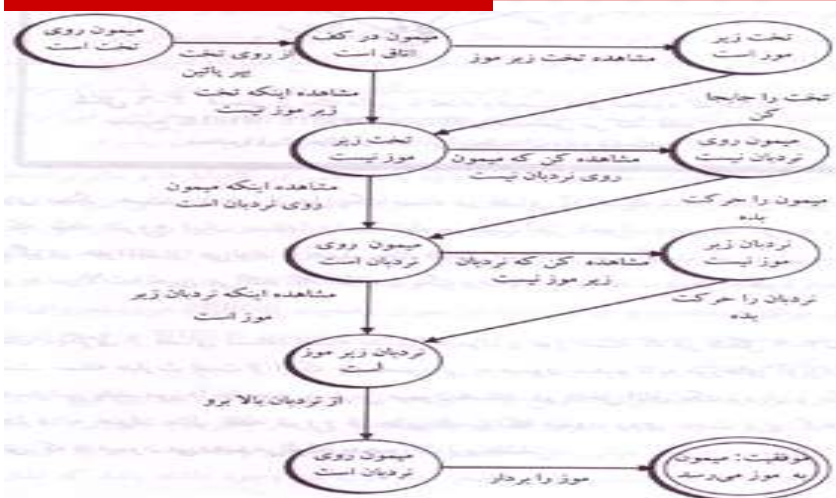 میمون روی
تخت است
از روی تخت
بپر پائین
میمون در کف
اتاق است
مشاهده تخت زیر موز
تخت زیر
موز است
مشاهده اینکه تخت
زیر موز نیست
تخت را جابجا
کن
تخت زیر
موز نیست
مشاهده کن که میمون
روی نردبان نیست
میمون روی
نردبان نیست
مشاهده اینکه میمون
روی نردبان است
میمون را حرکت
بده
میمون روی
نردبان است
مشاهده کن که نردبان
زیر موز نیست
نردبان زیر
موز نیست
مشاهده اینکه نردبان زیر
موز است
نردبان را حرکت
بده
نردبان زیر موز
است
از نردبان بالا برو
میمون روی
نردبان است
موز را بردار
موفقیت: میمون
به موز می‌رسد